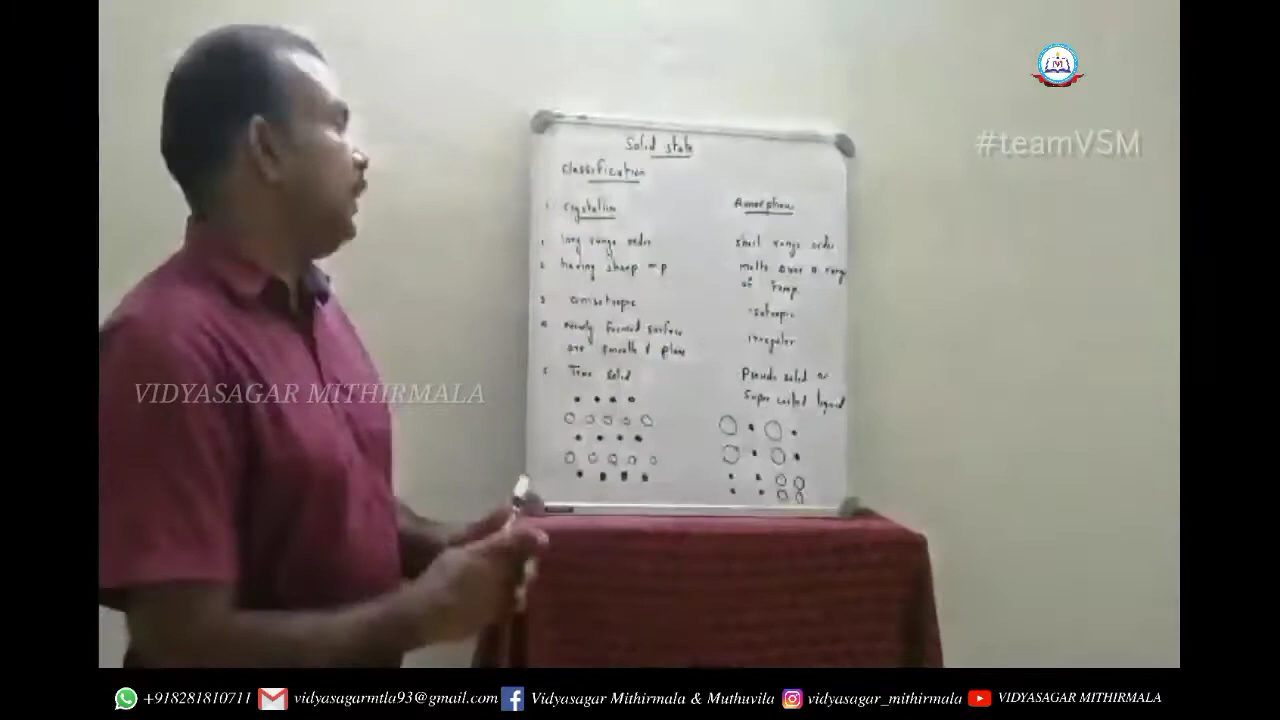 #teamVSM
Solid state
Classification
1 Crystalline Amorphous
1 long range order short range order
2 having sharp m.p melts over a range
of Temp
3 anisotropic isotropic
4 newly formed surface irregular
are smooth & plane
5 True solid Pseudo solid or
Super cooled liquid
VIDYASAGAR MITHIRMALA
+918281810711 vidyasagarmtla93@gmail.com Vidyasagar Mithirmala & Muthuvila vidyasagar_mithirmala VIDYASAGAR MITHIRMALA